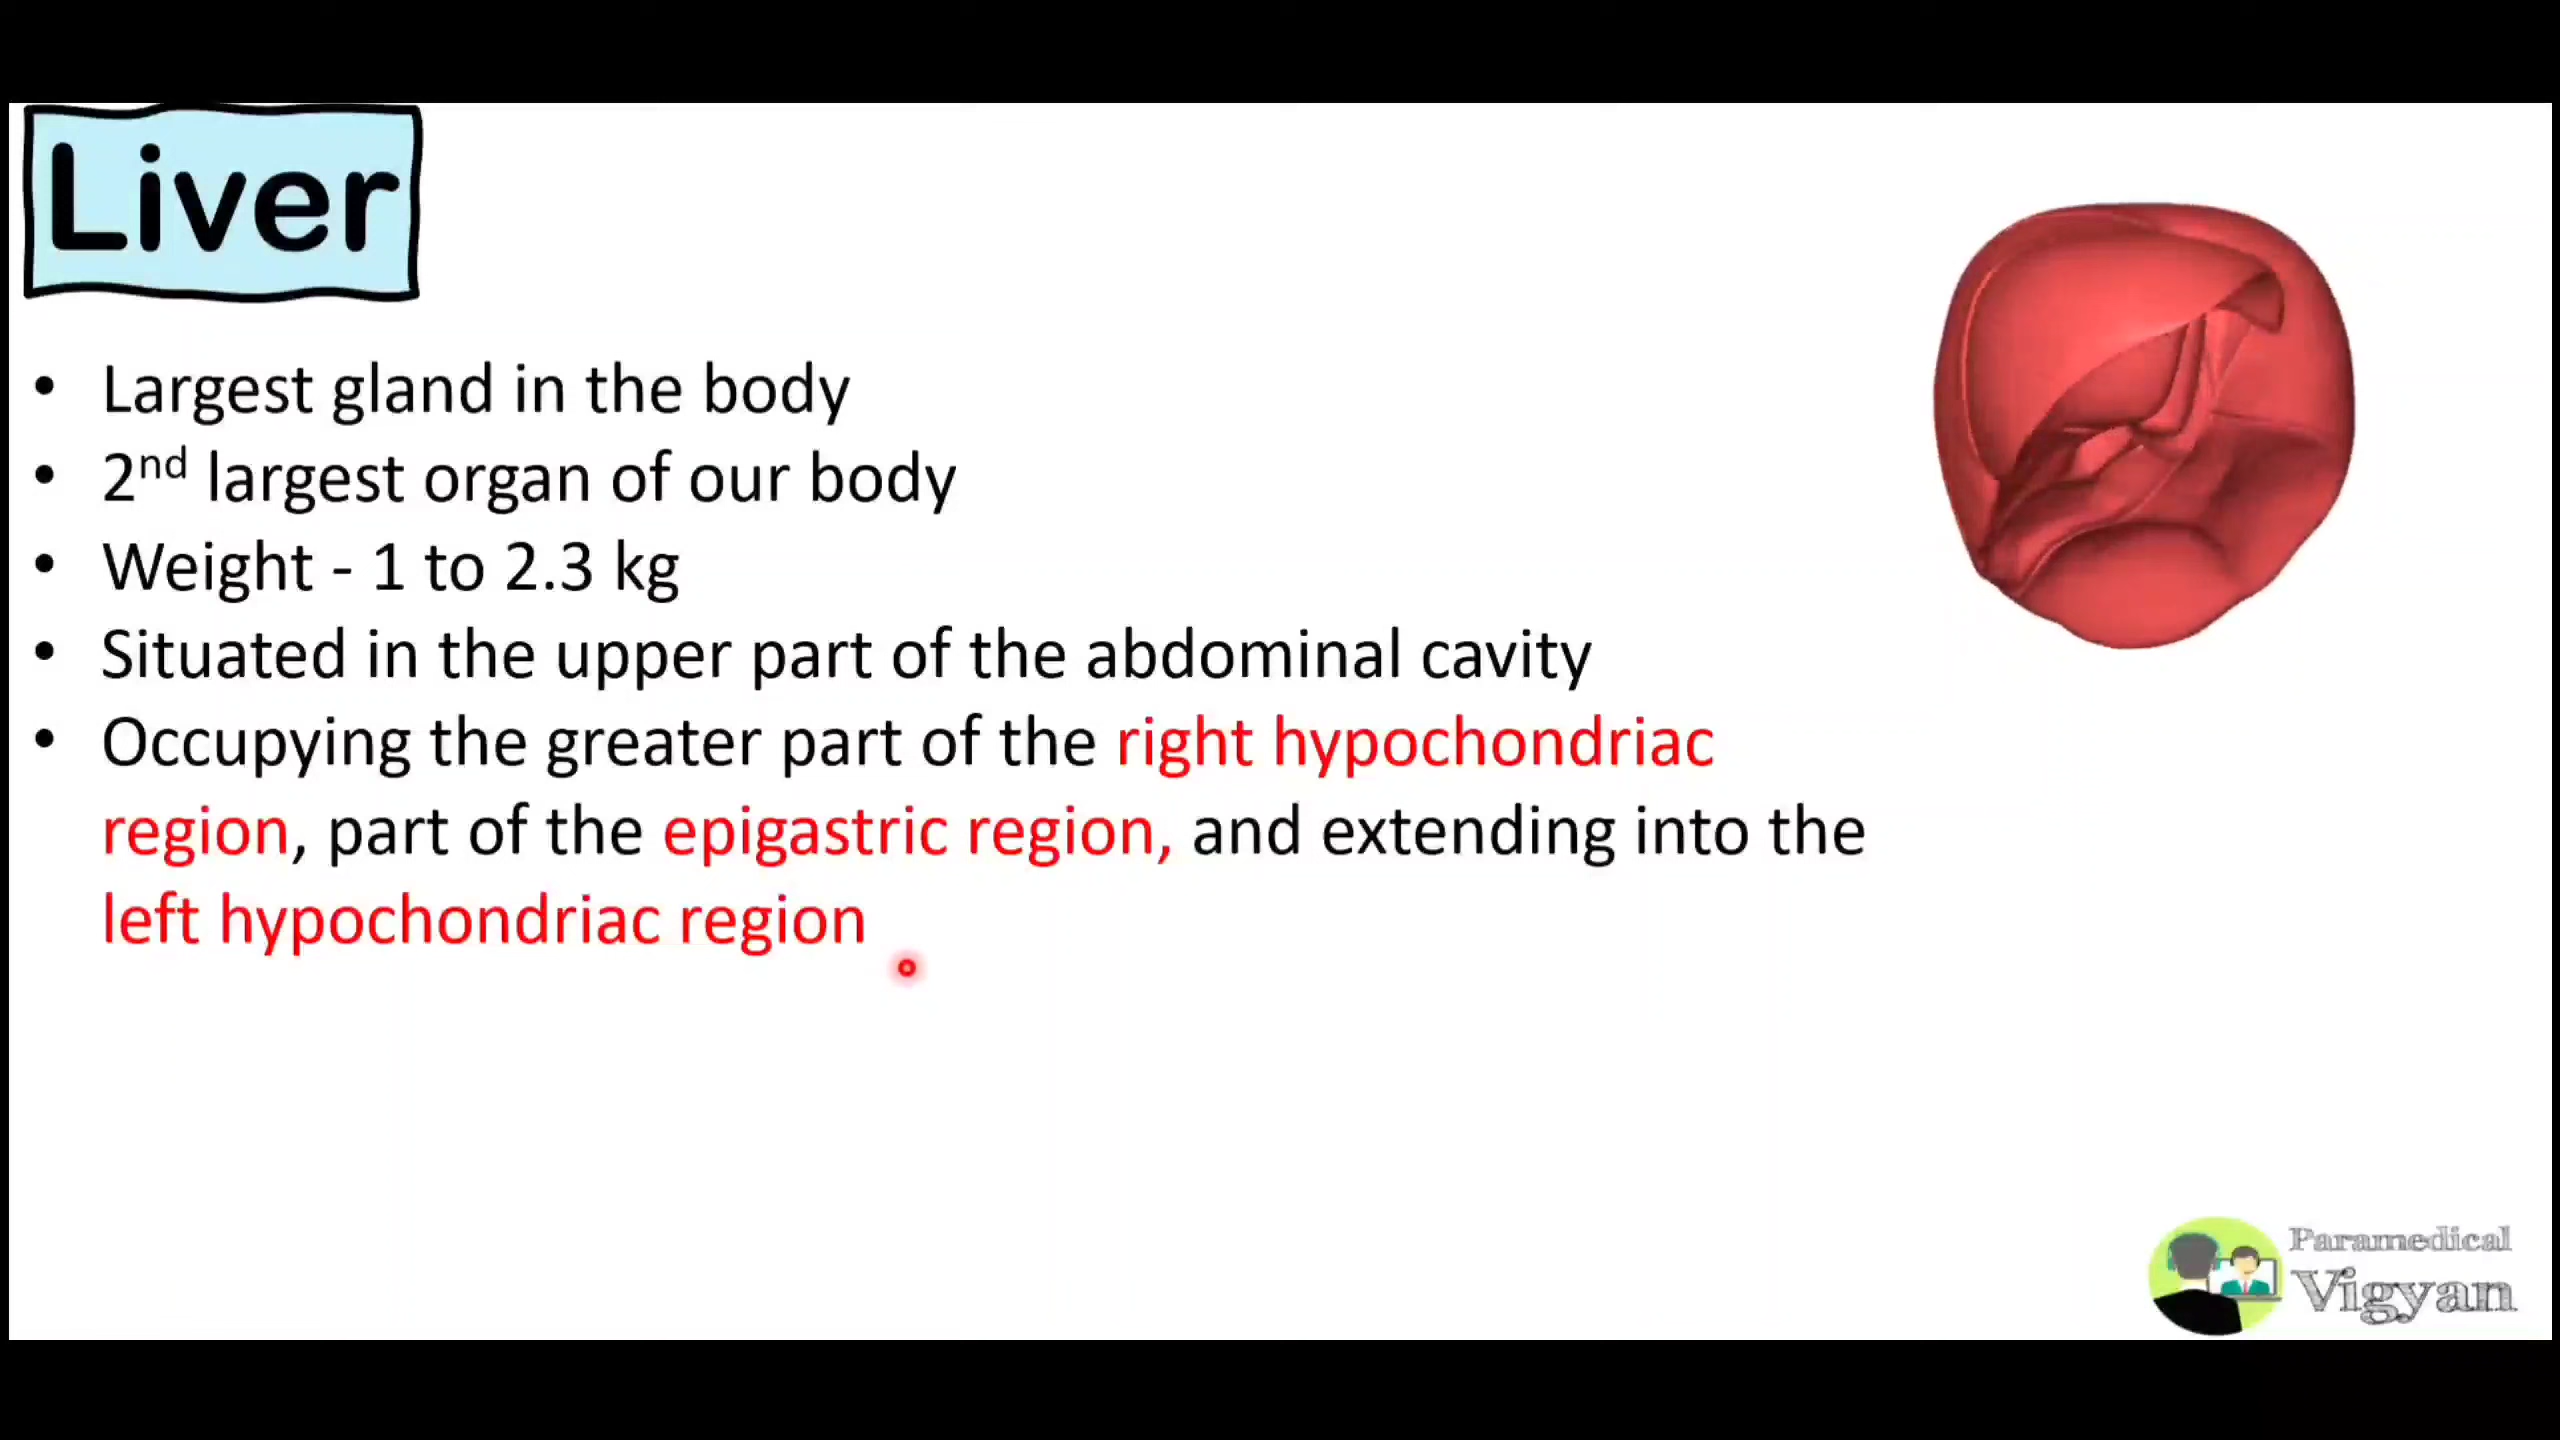 Liver
• Largest gland in the body
• 2nd largest organ of our body
• Weight - 1 to 2.3 kg
• Situated in the upper part of the abdominal cavity
• Occupying the greater part of the right hypochondriac
region, part of the epigastric region, and extending into the
left hypochondriac region
Paramedical
Vigyan